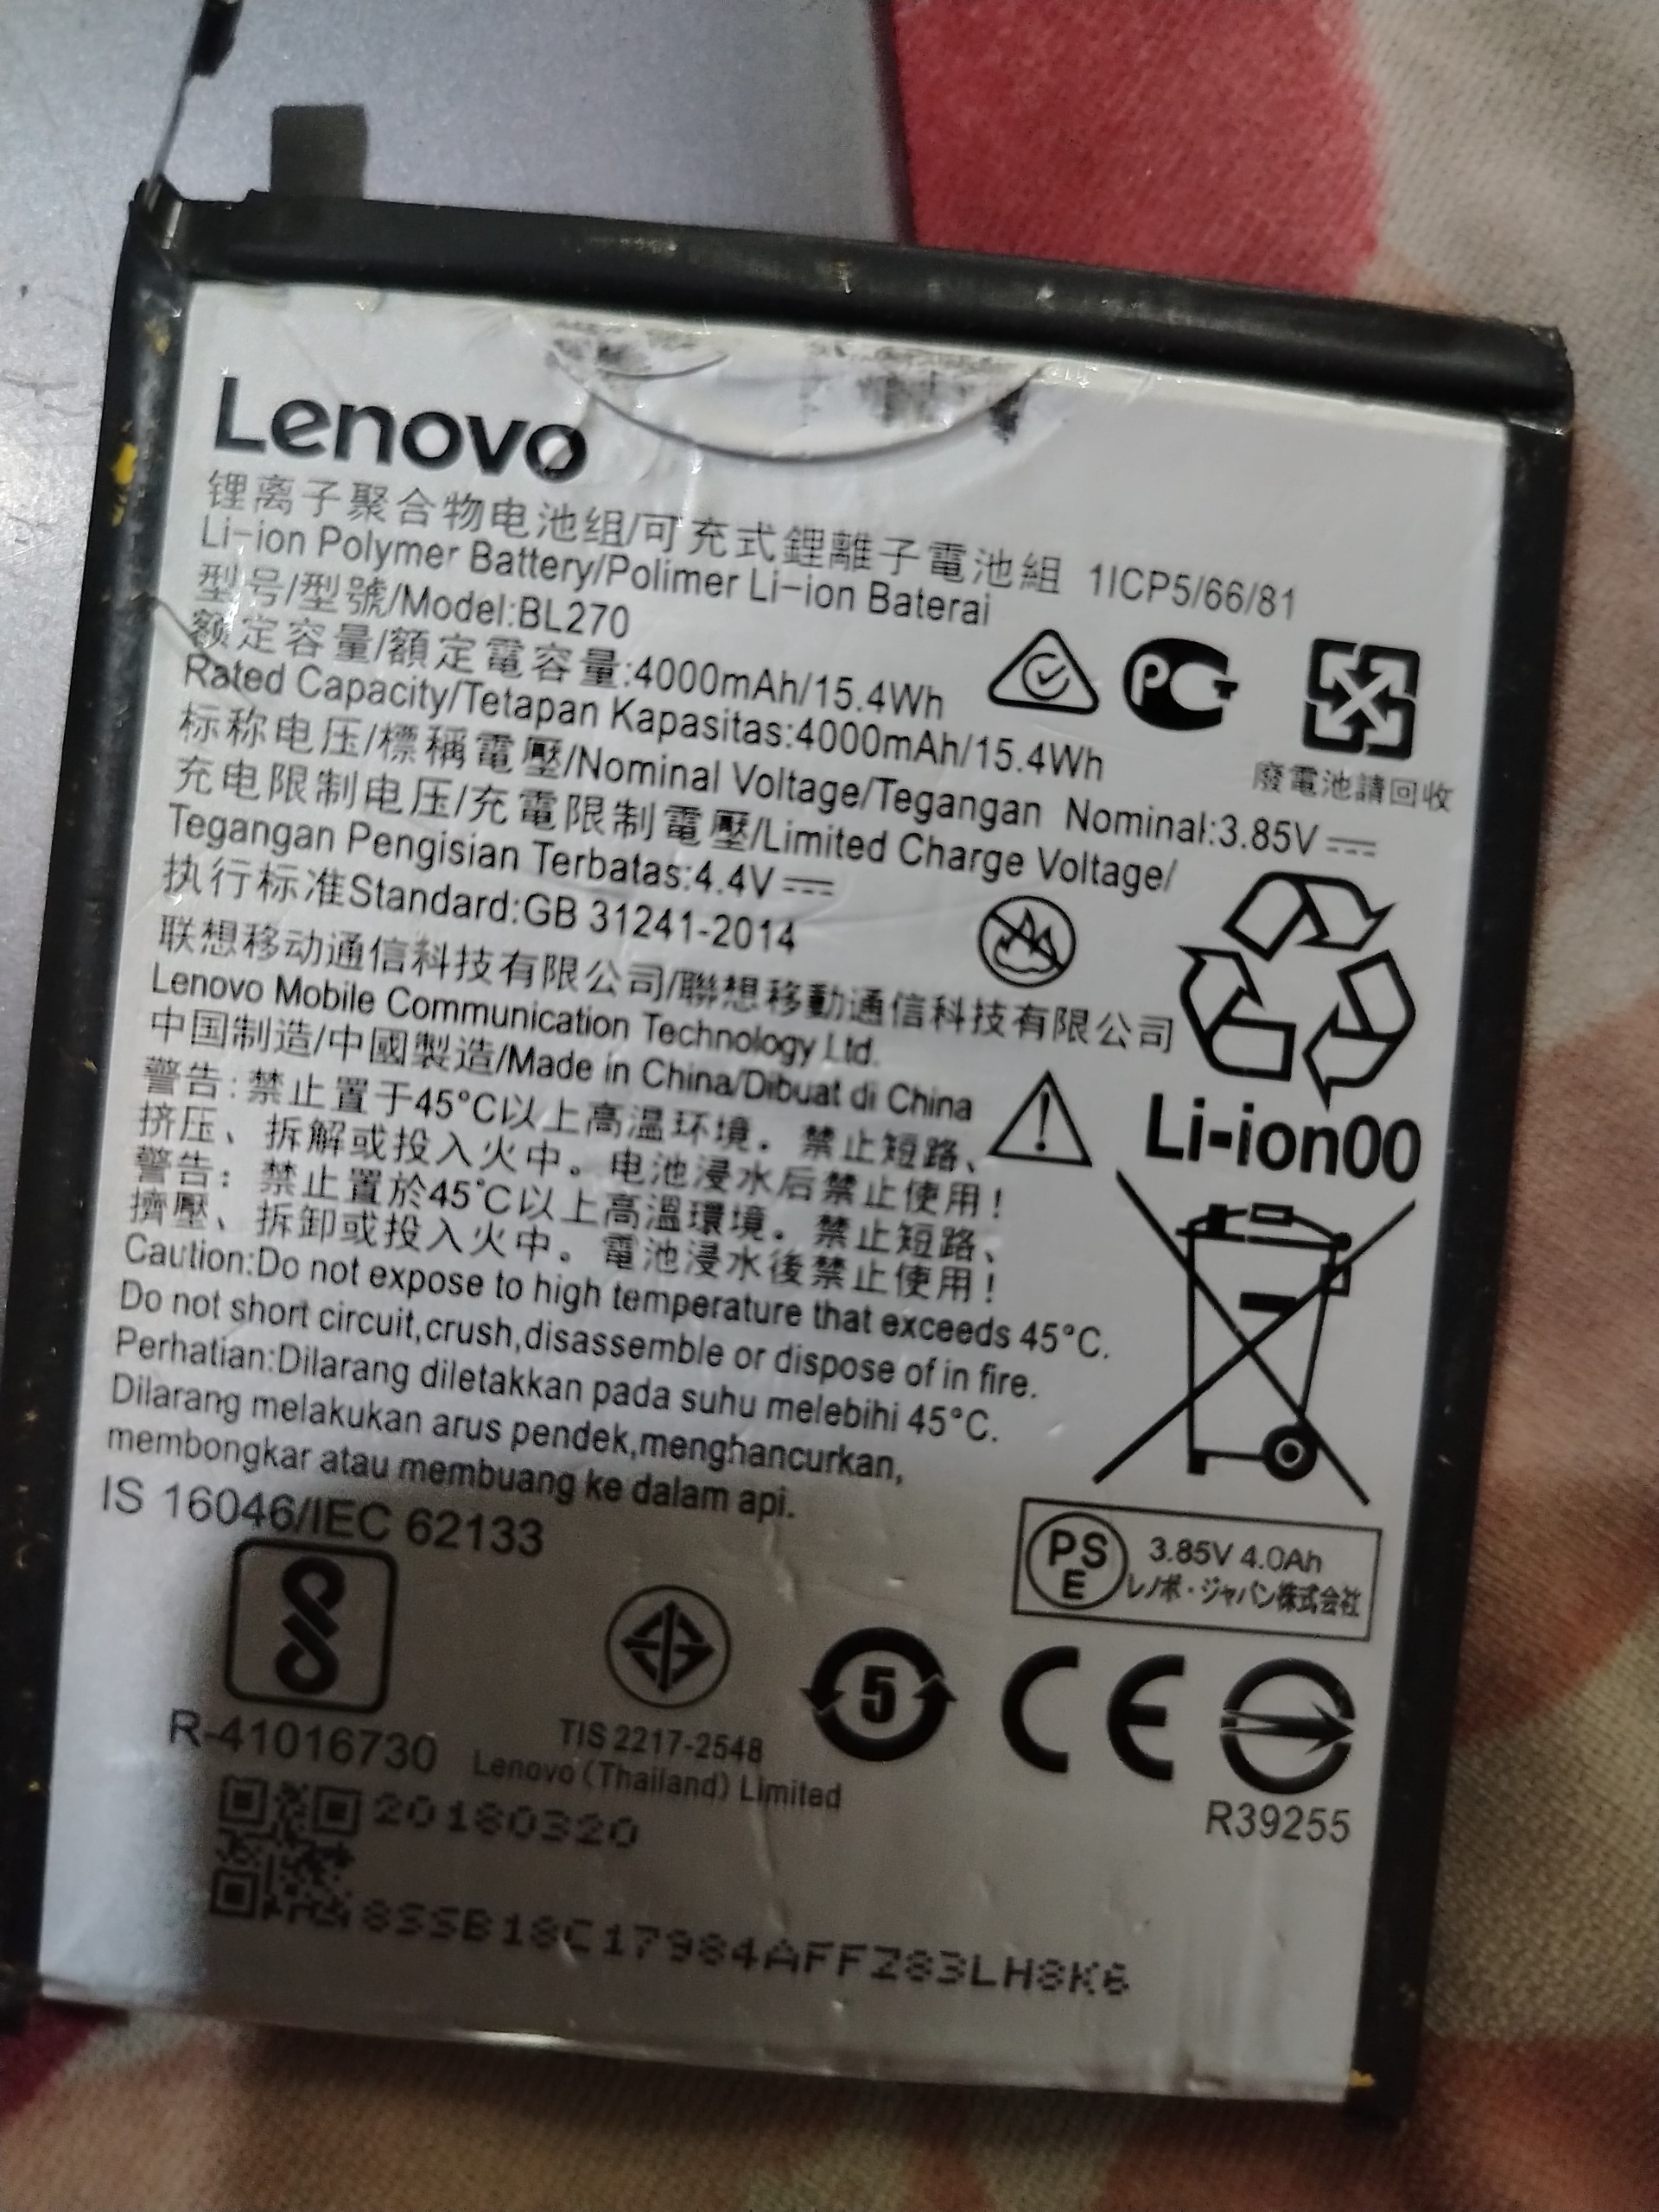 Lenovo
锂离子聚合物电池组/可充式鋰離子電池組 1ICP5/66/81
Li-ion Polymer Battery/Polimer Li-ion Baterai
型号/型號/Model:BL270
额定容量/額定電容量:4000mAh/15.4Wh
Rated Capacity/Tetapan Kapasitas:4000mAh/15.4Wh
廢電池請回收
标称电压/標稱電壓/Nominal Voltage/Tegangan Nominal:3.85V
充电限制电压/充電限制電壓/Limited Charge Voltage/
Tegangan Pengisian Terbatas:4.4V
执行标准Standard:GB 31241-2014
联想移动通信科技有限公司/聯想移動通信科技有限公司
Lenovo Mobile Communication Technology Ltd.
中国制造/中國製造/Made in China/Dibuat di China
Li-ion00
警告:禁止置于45°C以上高温环境。禁止短路、
挤压、拆解或投入火中。电池浸水后禁止使用!
警告:禁止置於45°C以上高溫環境。禁止短路、
擠壓、拆卸或投入火中。電池浸水後禁止使用!
Caution:Do not expose to high temperature that exceeds 45°C.
Do not short circuit,crush,disassemble or dispose of in fire.
Perhatian:Dilarang diletakkan pada suhu melebihi 45°C.
Dilarang melakukan arus pendek,menghancurkan,
membongkar atau membuang ke dalam api.
IS 16046/IEC 62133
PS
E
3.85V 4.0Ah
レノボ・ジャパン株式会社
R-41016730
TIS 2217-2548
Lenovo (Thailand) Limited
5
CE
R39255
20180320
8SSB18C17984AFFZ83LH8K6